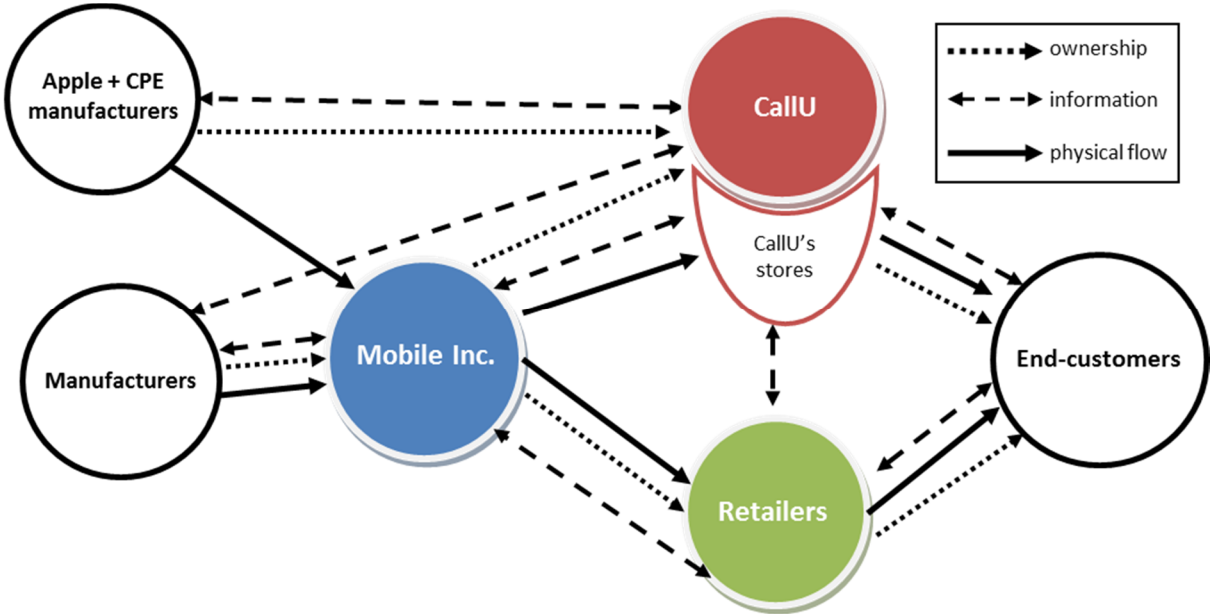 Apple + CPE
manufacturers
CallU
ownership
information
physical flow
CallU's
stores
Manufacturers
Mobile Inc.
End-customers
Retailers